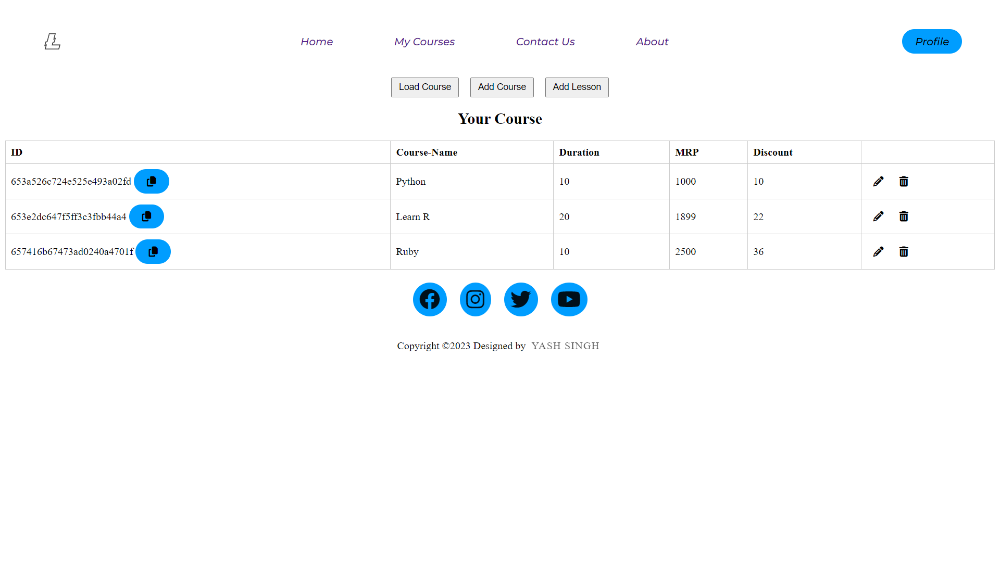 Home My Courses Contact Us About Profile
Load Course Add Course Add Lesson
Your Course
ID Course-Name Duration MRP Discount
653a526c724e525e493a02fd Python 10 1000 10
653e2dc647f5ff3c3fbb44a4 Learn R 20 1899 22
657416b67473ad0240a4701f Ruby 10 2500 36
Copyright ©2023 Designed by YASH SINGH